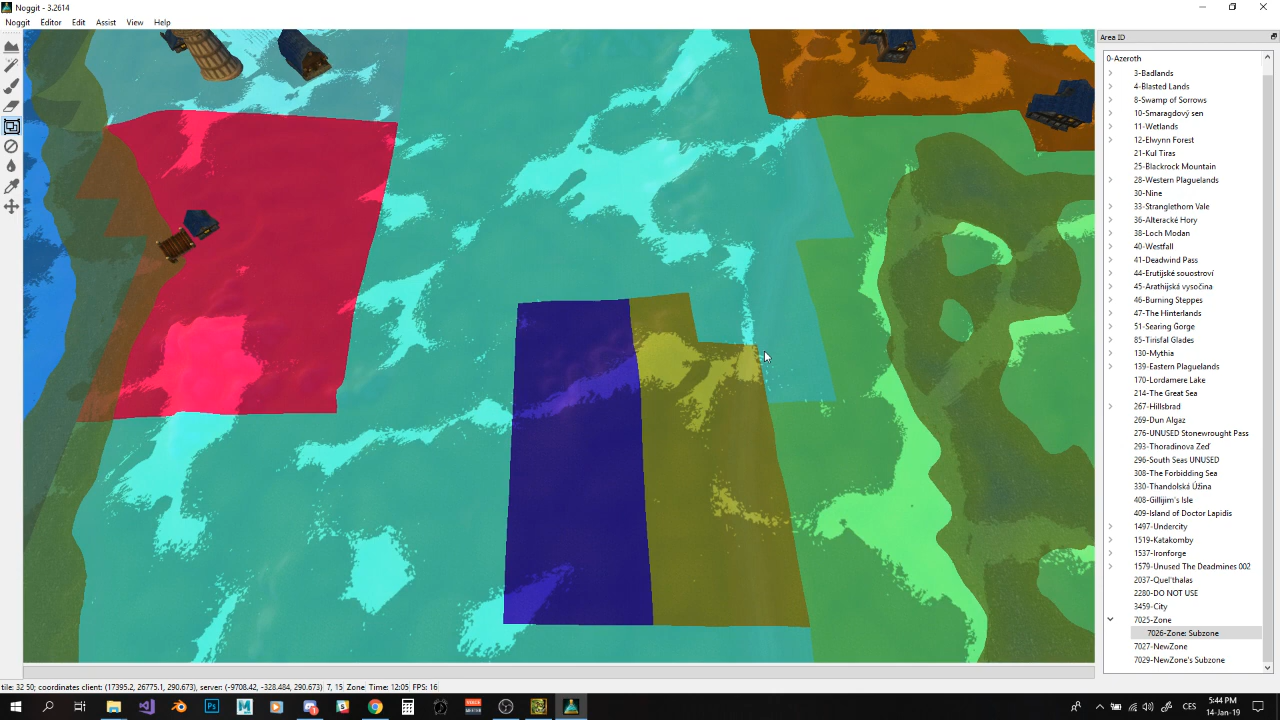 Noggit - 3.2614
Noggit Editor Edit Assist View Help
Area ID
0-Azeroth
3-Badlands
4-Blasted Lands
8-Swamp of Sorrows
10-Smaragdový sen
11-Wetlands
12-Elwynn Forest
21-Kul Tiras
25-Blackrock Mountain
28-Western Plaguelands
30-Nine
33-Stranglethorn Vale
36-Alteracké Hory
38-Loch Modan
40-Westfall
41-Deadwind Pass
44-Erutijské souostroví
45-Arathijská vysočina
46-Burning Steppes
47-The Hinterlands
51-Searing Gorge
85-Tirisfal Glades
130-Mythia
139-Eastern Plaguelands
170-Lordamere Lake
214-The Great Sea
267-Hillsbrad
269-Dun Algaz
276-UNUSED Stonewrought Pass
293-Thoradinova Zeď
296-South Seas UNUSED
308-The Forbidding Sea
330-Thandolská Úžina
408-Gillijim's Isle
409-Island of Doctor Lapidis
1497-Undercity
1519-Katakomby
1537-Ironforge
1579-Unused The Deadmines 002
2037-Quel'thalas
2280-DO NOT USE
3459-City
7025-Zone
7026-Zone: Subzone
7027-NewZone
7029-NewZone's Subzone
tile: 32 50; coordinates client: (17395.2, 26775.1, 290.673), server: (-9708.42, -328.484, 290.673) 7, 15 Zone Time: 12:05 FPS: 16
Ps
CES
5:44 PM
14-Jan-19